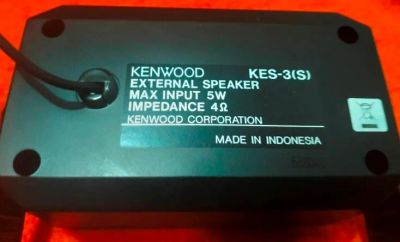 KENWOOD KES-3(S)
EXTERNAL SPEAKER
MAX INPUT 5W
IMPEDANCE 4Ω
KENWOOD CORPORATION
MADE IN INDONESIA